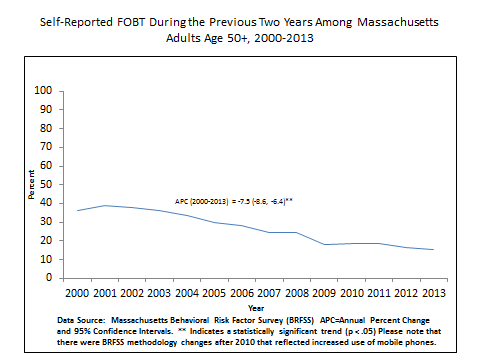 Self-Reported FOBT During the Previous Two Years Among Massachusetts
Adults Age 50+, 2000-2013
100
90
80
70
60
50
40
30
20
10
0
Percent
APC (2000-2013) = -7.5 (-8.6, -6.4)**
2000 2001 2002 2003 2004 2005 2006 2007 2008 2009 2010 2011 2012 2013
Year
Data Source: Massachusetts Behavioral Risk Factor Survey (BRFSS) APC=Annual Percent Change
and 95% Confidence Intervals. ** Indicates a statistically significant trend (p < .05) Please note that
there were BRFSS methodology changes after 2010 that reflected increased use of mobile phones.